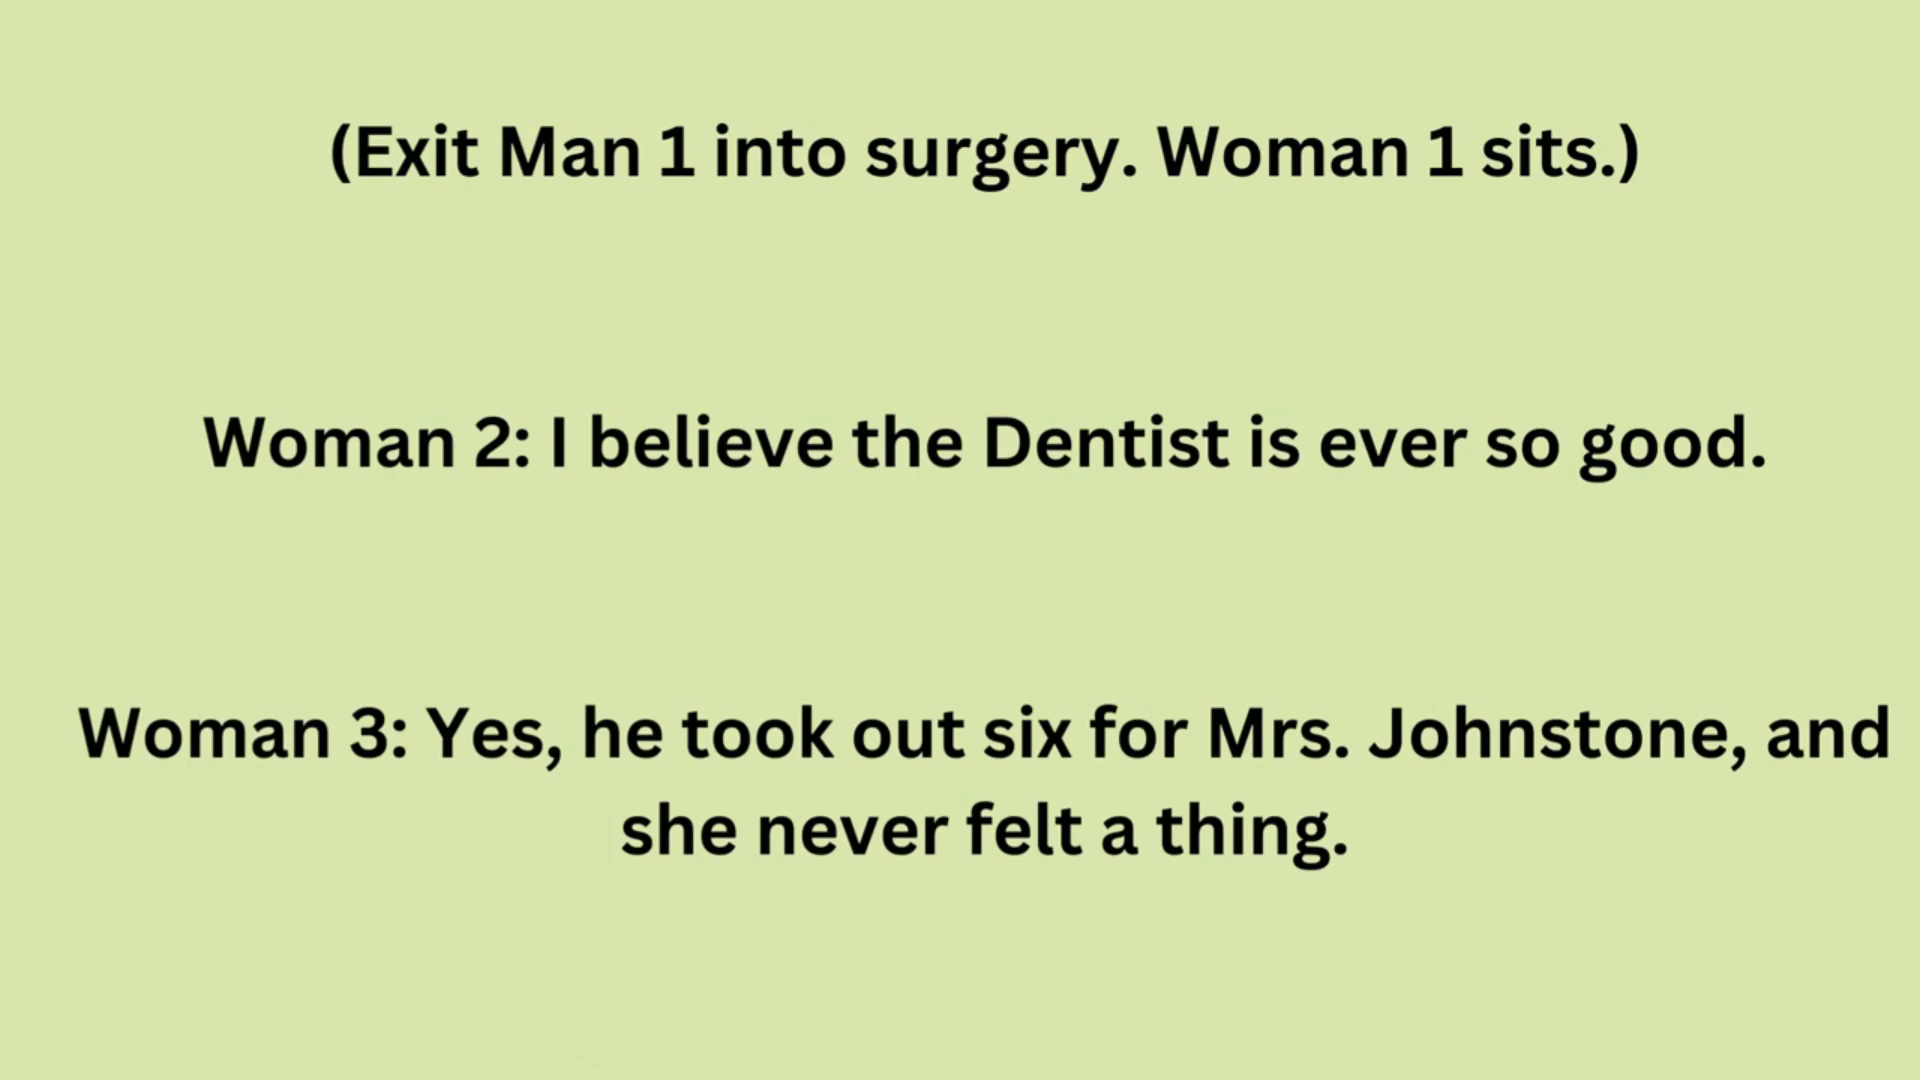 (Exit Man 1 into surgery. Woman 1 sits.)
Woman 2: I believe the Dentist is ever so good.
Woman 3: Yes, he took out six for Mrs. Johnstone, and
she never felt a thing.